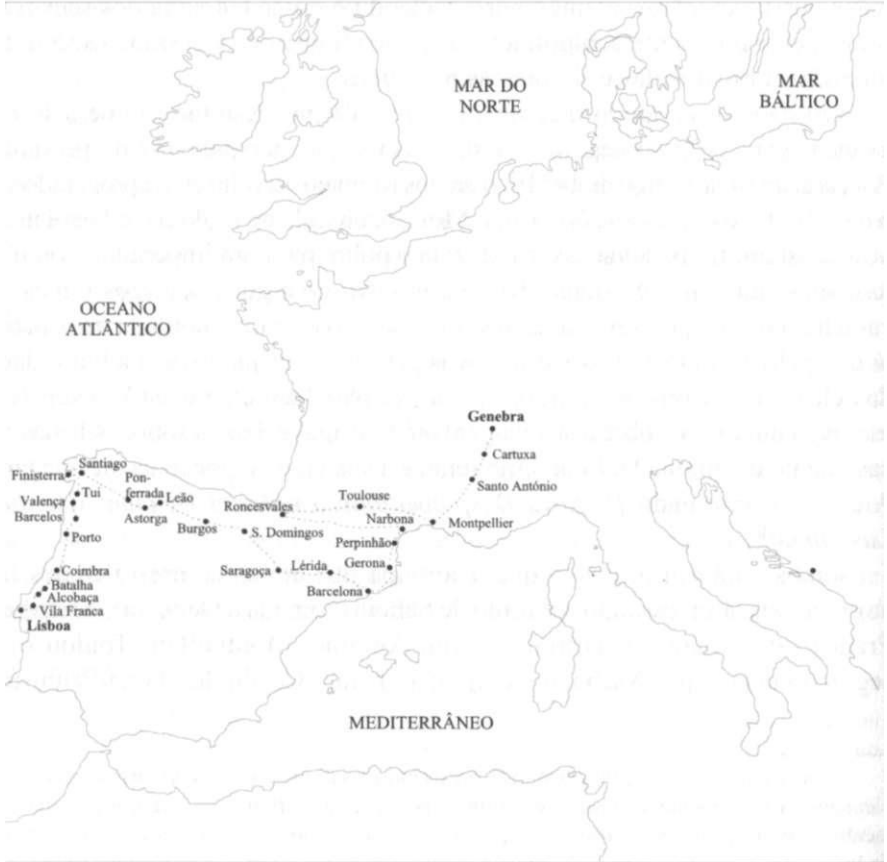 MAR DO
NORTE
MAR
BÁLTICO
OCEANO
ATLÂNTICO
Genebra
Cartuxa
Santo António
Montpellier
Narbona
Toulouse
Perpinhão
Gerona
Barcelona
Lérida
Saragoça
Roncesvales
S. Domingos
Burgos
Leão
Astorga
Pon-
ferrada
Santiago
Finisterra
Tui
Valença
Barcelos
Porto
Coimbra
Batalha
Alcobaça
Vila Franca
Lisboa
MEDITERRÂNEO